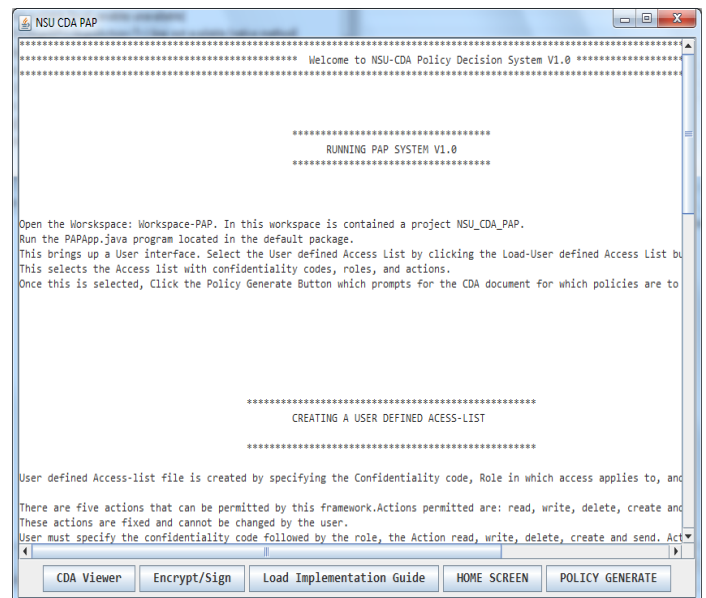 NSU CDA PAP
********************************************************************************************************************
************************************************* Welcome to NSU-CDA Policy Decision System V1.0 *******************
********************************************************************************************************************
***********************************
RUNNING PAP SYSTEM V1.0
***********************************
Open the Worskspace: Workspace-PAP. In this workspace is contained a project NSU_CDA_PAP.
Run the PAPApp.java program located in the default package.
This brings up a User interface. Select the User defined Access List by clicking the Load-User defined Access List bu
This selects the Access list with confidentiality codes, roles, and actions.
Once this is selected, Click the Policy Generate Button which prompts for the CDA document for which policies are to
***************************************************
CREATING A USER DEFINED ACESS-LIST
***************************************************
User defined Access-list file is created by specifying the Confidentiality code, Role in which access applies to, and
There are five actions that can be permitted by this framework.Actions permitted are: read, write, delete, create and
These actions are fixed and cannot be changed by the user.
User must specify the confidentiality code followed by the role, the Action read, write, delete, create and send. Act
CDA Viewer Encrypt/Sign Load Implementation Guide HOME SCREEN POLICY GENERATE